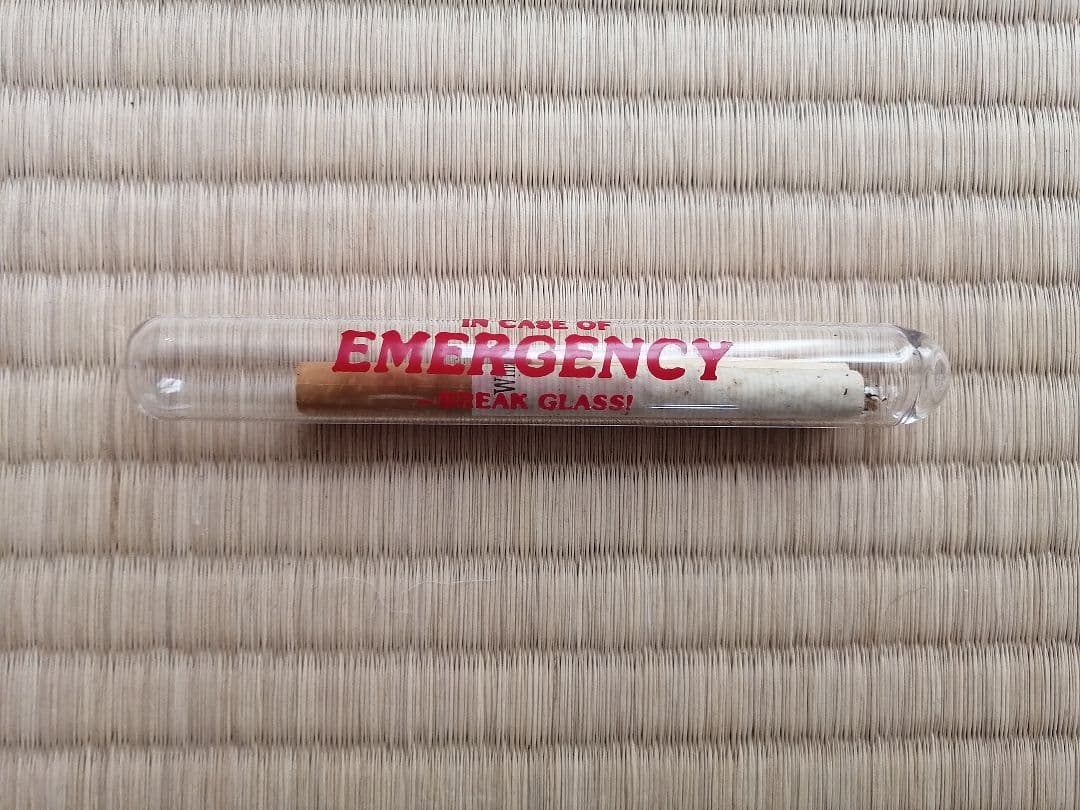 IN CASE OF
EMERGENCY
-BREAK GLASS!